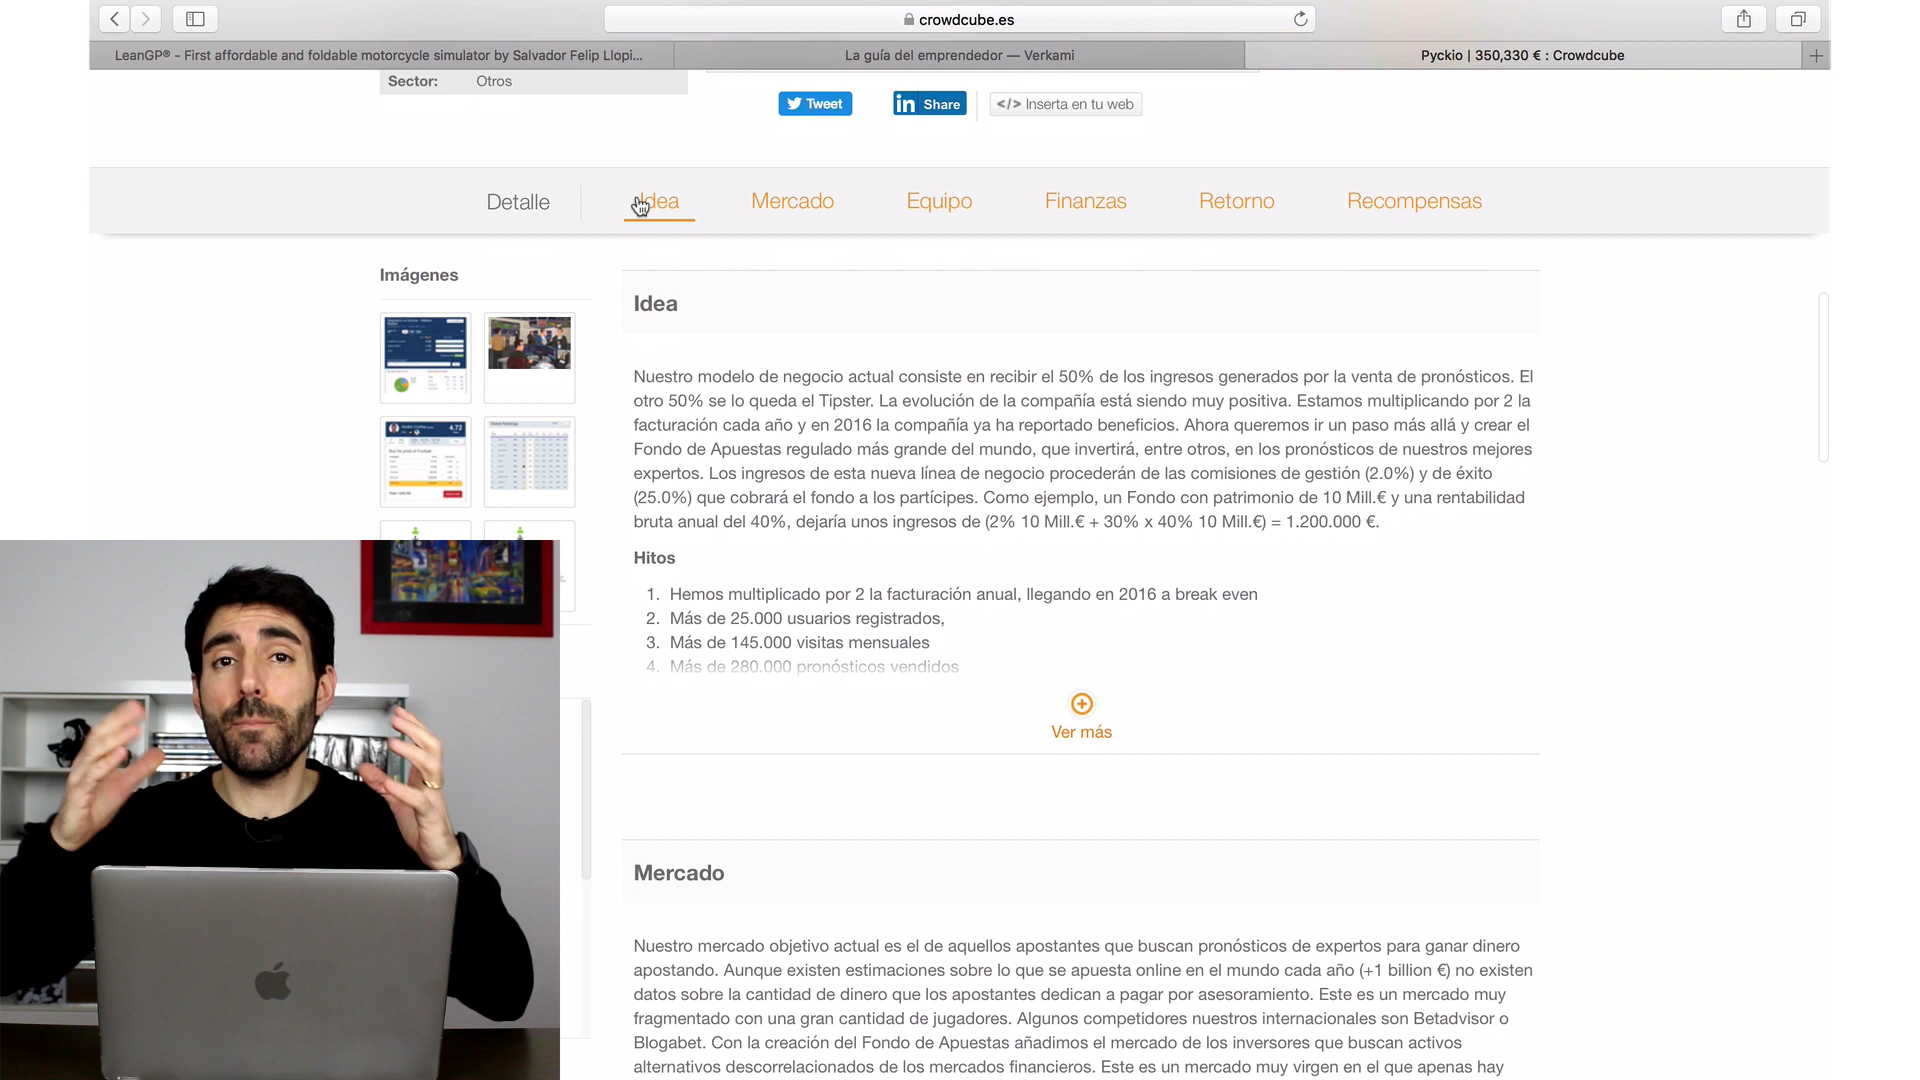 crowdcube.es
LeanGP® - First affordable and foldable motorcycle simulator by Salvador Felip Llopi...
La guía del emprendedor — Verkami
Pyckio | 350,330 € : Crowdcube
Sector: Otros
Tweet
Share
</> Inserta en tu web
Detalle
Idea
Mercado
Equipo
Finanzas
Retorno
Recompensas
Imágenes
Idea
Nuestro modelo de negocio actual consiste en recibir el 50% de los ingresos generados por la venta de pronósticos. El
otro 50% se lo queda el Tipster. La evolución de la compañía está siendo muy positiva. Estamos multiplicando por 2 la
facturación cada año y en 2016 la compañía ya ha reportado beneficios. Ahora queremos ir un paso más allá y crear el
Fondo de Apuestas regulado más grande del mundo, que invertirá, entre otros, en los pronósticos de nuestros mejores
expertos. Los ingresos de esta nueva línea de negocio procederán de las comisiones de gestión (2.0%) y de éxito
(25.0%) que cobrará el fondo a los partícipes. Como ejemplo, un Fondo con patrimonio de 10 Mill.€ y una rentabilidad
bruta anual del 40%, dejaría unos ingresos de (2% 10 Mill.€ + 30% x 40% 10 Mill.€) = 1.200.000 €.
Hitos
1. Hemos multiplicado por 2 la facturación anual, llegando en 2016 a break even
2. Más de 25.000 usuarios registrados,
3. Más de 145.000 visitas mensuales
4. Más de 280.000 pronósticos vendidos
Ver más
Mercado
Nuestro mercado objetivo actual es el de aquellos apostantes que buscan pronósticos de expertos para ganar dinero
apostando. Aunque existen estimaciones sobre lo que se apuesta online en el mundo cada año (+1 billion €) no existen
datos sobre la cantidad de dinero que los apostantes dedican a pagar por asesoramiento. Este es un mercado muy
fragmentado con una gran cantidad de jugadores. Algunos competidores nuestros internacionales son Betadvisor o
Blogabet. Con la creación del Fondo de Apuestas añadimos el mercado de los inversores que buscan activos
alternativos descorrelacionados de los mercados financieros. Este es un mercado muy virgen en el que apenas hay